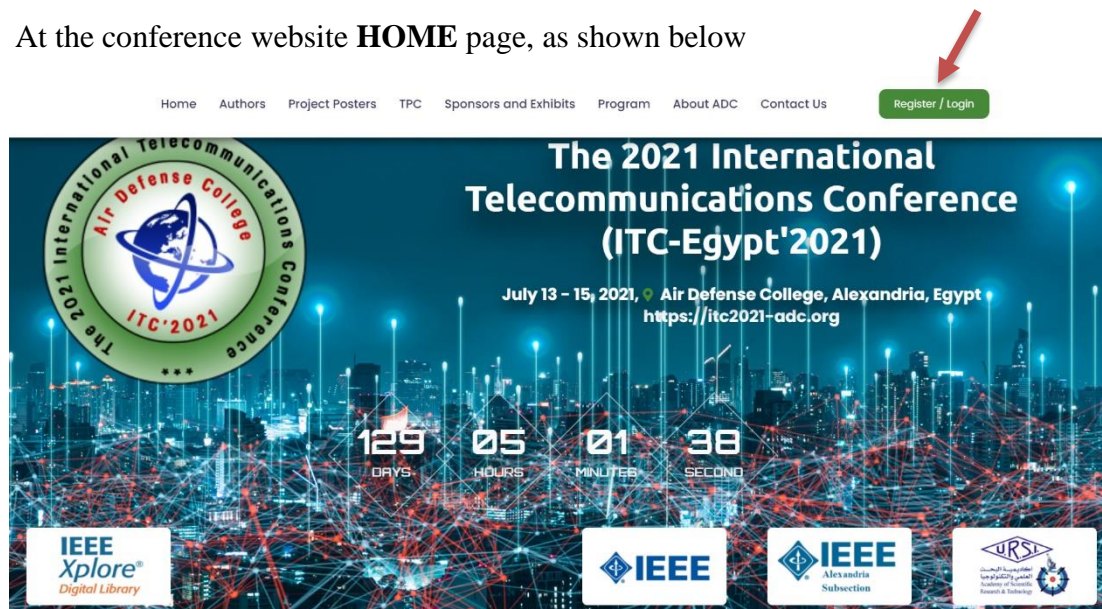 At the conference website HOME page, as shown below
Home Authors Project Posters TPC Sponsors and Exhibits Program About ADC Contact Us Register / Login
The 2021 International Telecommunications Conference
Air Defense College
ITC'2021
***
The 2021 International
Telecommunications Conference
(ITC-Egypt'2021)
July 13 - 15, 2021, Air Defense College, Alexandria, Egypt
https://itc2021-adc.org
129 05 01 38
DAYS HOURS MINUTES SECOND
IEEE
Xplore®
Digital Library
IEEE
IEEE
Alexandria
Subsection
URSI
أكاديمية البحث
العلمي والتكنولوجيا
Academy of Scientific
Research & Technology